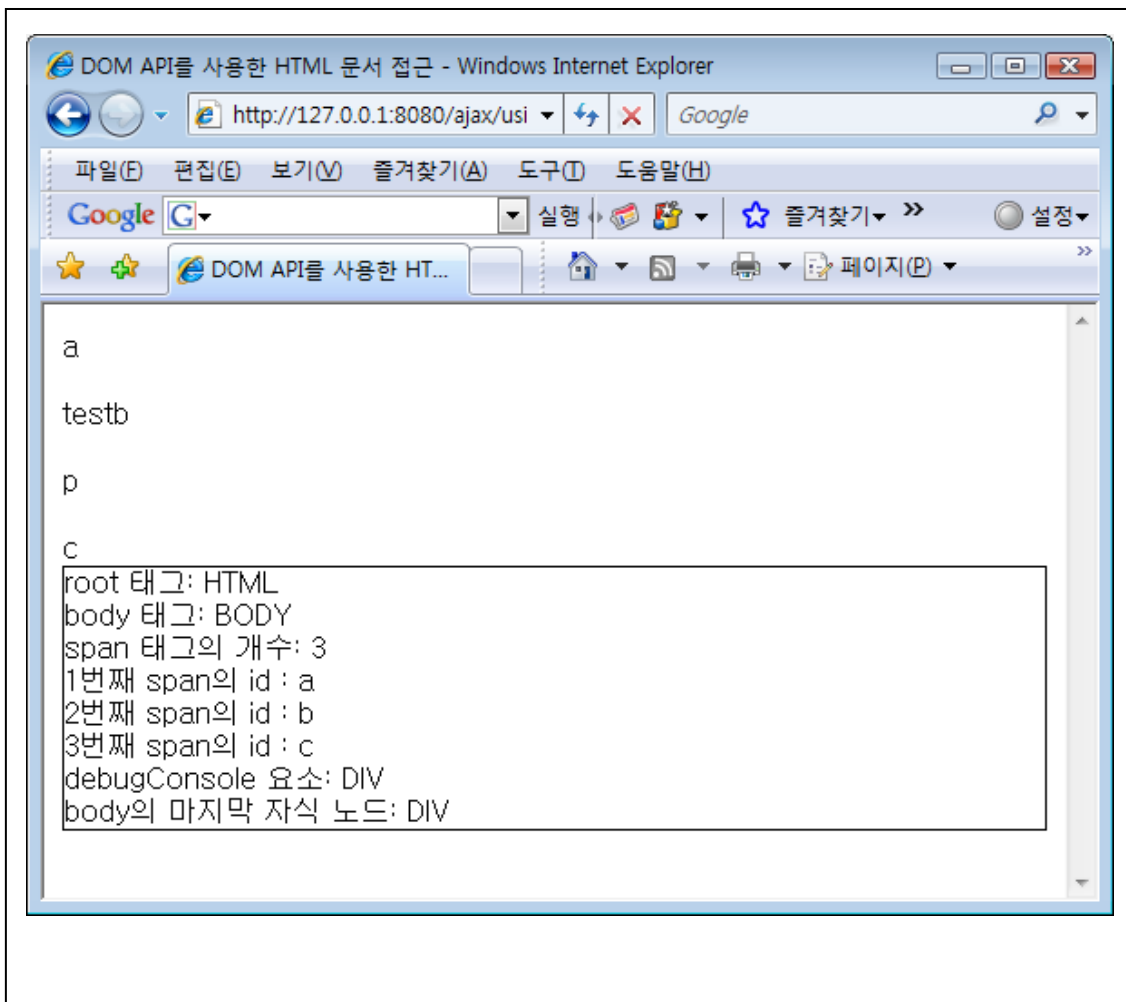 DOM API를 사용한 HTML 문서 접근 - Windows Internet Explorer
http://127.0.0.1:8080/ajax/usi Google
파일(F) 편집(E) 보기(V) 즐겨찾기(A) 도구(T) 도움말(H)
Google G 실행 즐겨찾기 » 설정
DOM API를 사용한 HT... 페이지(P) »
a
testb
p
c
root 태그: HTML
body 태그: BODY
span 태그의 개수: 3
1번째 span의 id : a
2번째 span의 id : b
3번째 span의 id : c
debugConsole 요소: DIV
body의 마지막 자식 노드: DIV